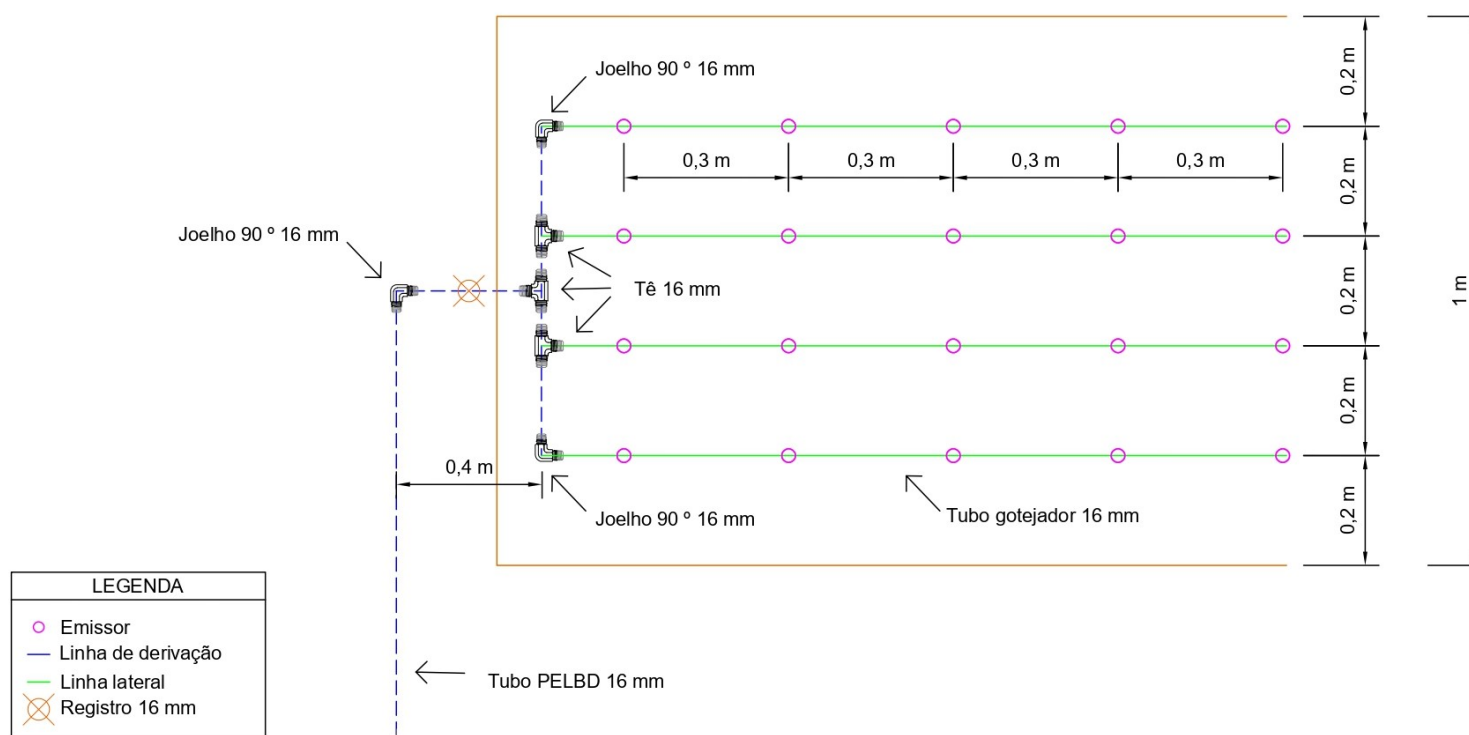 Joelho 90 º 16 mm
0,2 m
0,3 m
0,3 m
0,3 m
0,3 m
0,2 m
Joelho 90 º 16 mm
Tê 16 mm
0,2 m
1 m
0,4 m
0,2 m
Joelho 90 º 16 mm
Tubo gotejador 16 mm
0,2 m
LEGENDA
Emissor
Linha de derivação
Linha lateral
Registro 16 mm
Tubo PELBD 16 mm